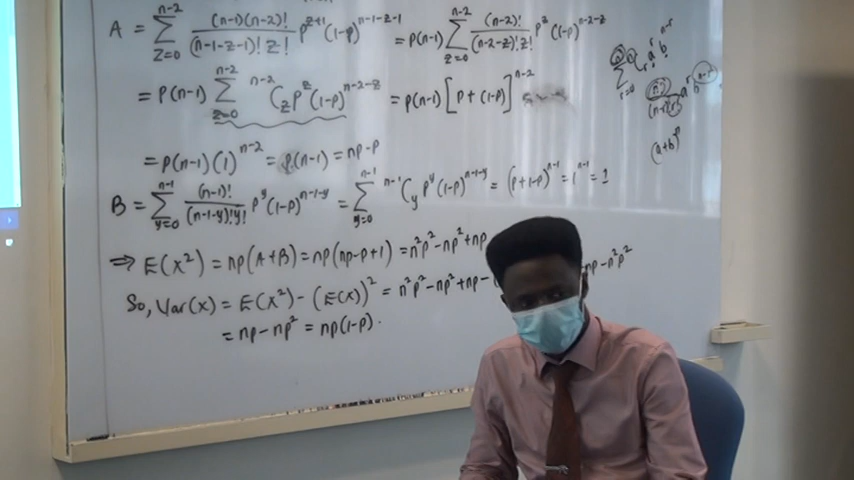 A = Σ_{z=0}^{n-2} (n-1)(n-2)!/((n-1-z-1)! z!) p^{z+1} (1-p)^{n-1-z-1} = p(n-1) Σ_{z=0}^{n-2} (n-2)!/((n-2-z)! z!) p^z (1-p)^{n-2-z}
= p(n-1) Σ_{z=0}^{n-2} ^{n-2}C_z p^z (1-p)^{n-2-z} = p(n-1) [p + (1-p)]^{n-2}
= p(n-1) (1)^{n-2} = p(n-1) = np-p
B = Σ_{y=0}^{n-1} (n-1)!/((n-1-y)! y!) p^y (1-p)^{n-1-y} = Σ_{y=0}^{n-1} ^{n-1}C_y p^y (1-p)^{n-1-y} = (p+1-p)^{n-1} = 1^{n-1} = 1
⇒ E(X²) = np(A+B) = np(np-p+1) = n²p² - np² + np
So, Var(x) = E(X²) - (E(X))² = n²p² - np² + np - np - n²p²
= np - np² = np(1-p).
(a+b)^n